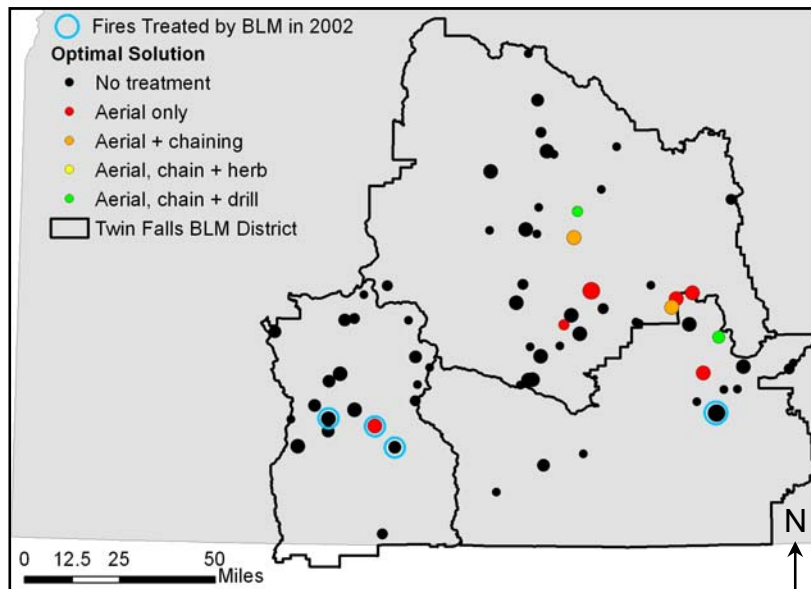 Fires Treated by BLM in 2002
Optimal Solution
No treatment
Aerial only
Aerial + chaining
Aerial, chain + herb
Aerial, chain + drill
Twin Falls BLM District
N
0 12.5 25 50
Miles